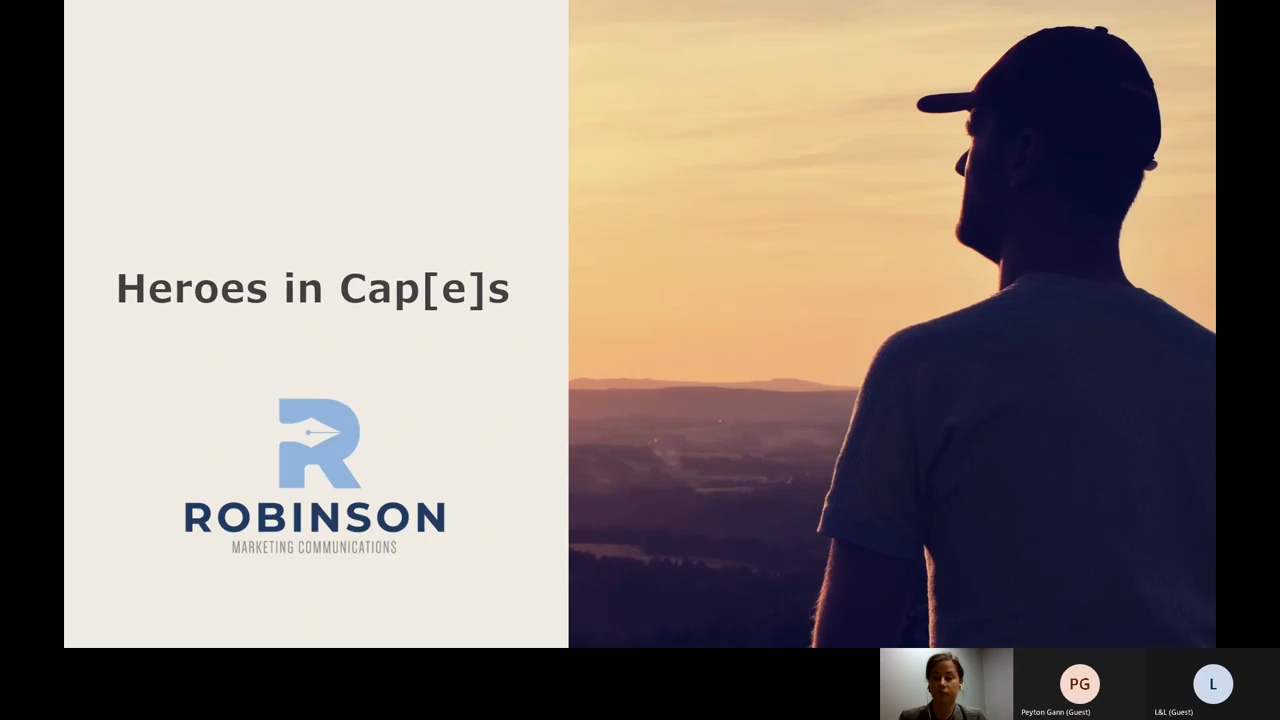 Heroes in Cap[e]s
ROBINSON
MARKETING COMMUNICATIONS
PG
Peyton Gann (Guest)
L
L&L (Guest)